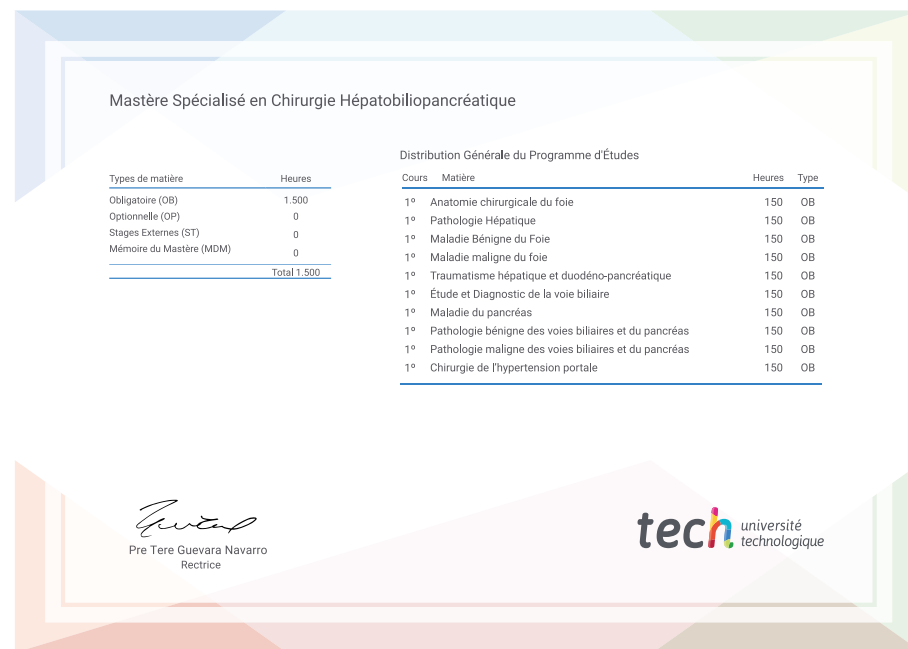 Mastère Spécialisé en Chirurgie Hépatobiliopancréatique
Types de matière Heures
Obligatoire (OB) 1.500
Optionnelle (OP) 0
Stages Externes (ST) 0
Mémoire du Mastère (MDM) 0
Total 1.500
Distribution Générale du Programme d'Études
Cours Matière Heures Type
1º Anatomie chirurgicale du foie 150 OB
1º Pathologie Hépatique 150 OB
1º Maladie Bénigne du Foie 150 OB
1º Maladie maligne du foie 150 OB
1º Traumatisme hépatique et duodéno-pancréatique 150 OB
1º Étude et Diagnostic de la voie biliaire 150 OB
1º Maladie du pancréas 150 OB
1º Pathologie bénigne des voies biliaires et du pancréas 150 OB
1º Pathologie maligne des voies biliaires et du pancréas 150 OB
1º Chirurgie de l'hypertension portale 150 OB
Pre Tere Guevara Navarro
Rectrice
tech université
technologique